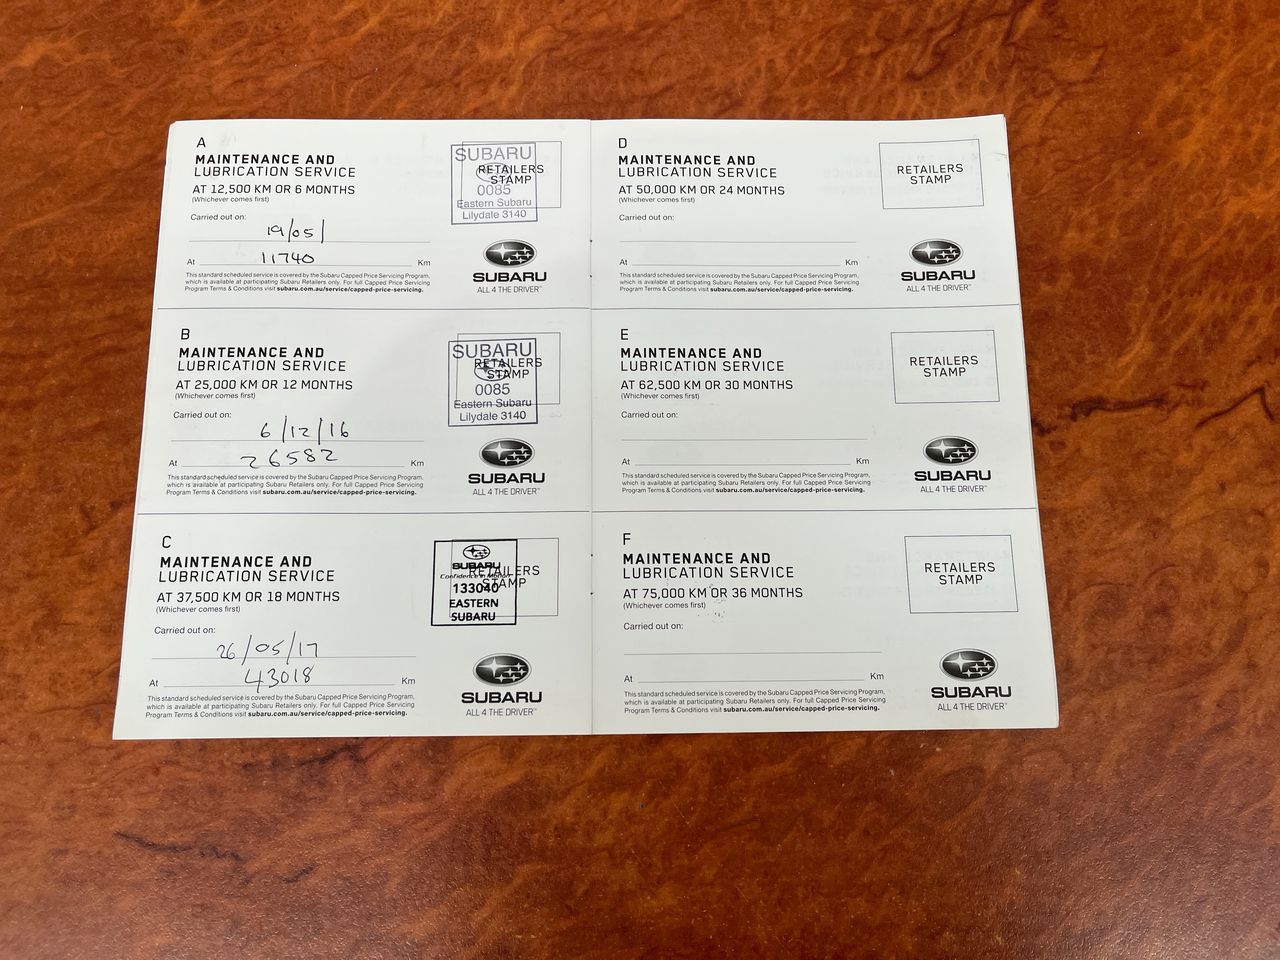 A
MAINTENANCE AND
LUBRICATION SERVICE
AT 12,500 KM OR 6 MONTHS
(Whichever comes first)
Carried out on:
19/05/
At 11740 Km
This standard scheduled service is covered by the Subaru Capped Price Servicing Program,
which is available at participating Subaru Retailers only. For full Capped Price Servicing
Program Terms & Conditions visit subaru.com.au/service/capped-price-servicing.
RETAILERS
STAMP
SUBARU
0085
Eastern Subaru
Lilydale 3140
SUBARU
ALL 4 THE DRIVER™
B
MAINTENANCE AND
LUBRICATION SERVICE
AT 25,000 KM OR 12 MONTHS
(Whichever comes first)
Carried out on:
6/12/16
At 26582 Km
This standard scheduled service is covered by the Subaru Capped Price Servicing Program,
which is available at participating Subaru Retailers only. For full Capped Price Servicing
Program Terms & Conditions visit subaru.com.au/service/capped-price-servicing.
RETAILERS
STAMP
SUBARU
0085
Eastern Subaru
Lilydale 3140
SUBARU
ALL 4 THE DRIVER™
C
MAINTENANCE AND
LUBRICATION SERVICE
AT 37,500 KM OR 18 MONTHS
(Whichever comes first)
Carried out on:
26/05/17
At 43018 Km
This standard scheduled service is covered by the Subaru Capped Price Servicing Program,
which is available at participating Subaru Retailers only. For full Capped Price Servicing
Program Terms & Conditions visit subaru.com.au/service/capped-price-servicing.
RETAILERS
STAMP
SUBARU
Confidence in Motion
133040
EASTERN
SUBARU
SUBARU
ALL 4 THE DRIVER™
D
MAINTENANCE AND
LUBRICATION SERVICE
AT 50,000 KM OR 24 MONTHS
(Whichever comes first)
Carried out on:
At Km
This standard scheduled service is covered by the Subaru Capped Price Servicing Program,
which is available at participating Subaru Retailers only. For full Capped Price Servicing
Program Terms & Conditions visit subaru.com.au/service/capped-price-servicing.
RETAILERS
STAMP
SUBARU
ALL 4 THE DRIVER™
E
MAINTENANCE AND
LUBRICATION SERVICE
AT 62,500 KM OR 30 MONTHS
(Whichever comes first)
Carried out on:
At Km
This standard scheduled service is covered by the Subaru Capped Price Servicing Program,
which is available at participating Subaru Retailers only. For full Capped Price Servicing
Program Terms & Conditions visit subaru.com.au/service/capped-price-servicing.
RETAILERS
STAMP
SUBARU
ALL 4 THE DRIVER™
F
MAINTENANCE AND
LUBRICATION SERVICE
AT 75,000 KM OR 36 MONTHS
(Whichever comes first)
Carried out on:
At Km
This standard scheduled service is covered by the Subaru Capped Price Servicing Program,
which is available at participating Subaru Retailers only. For full Capped Price Servicing
Program Terms & Conditions visit subaru.com.au/service/capped-price-servicing.
RETAILERS
STAMP
SUBARU
ALL 4 THE DRIVER™